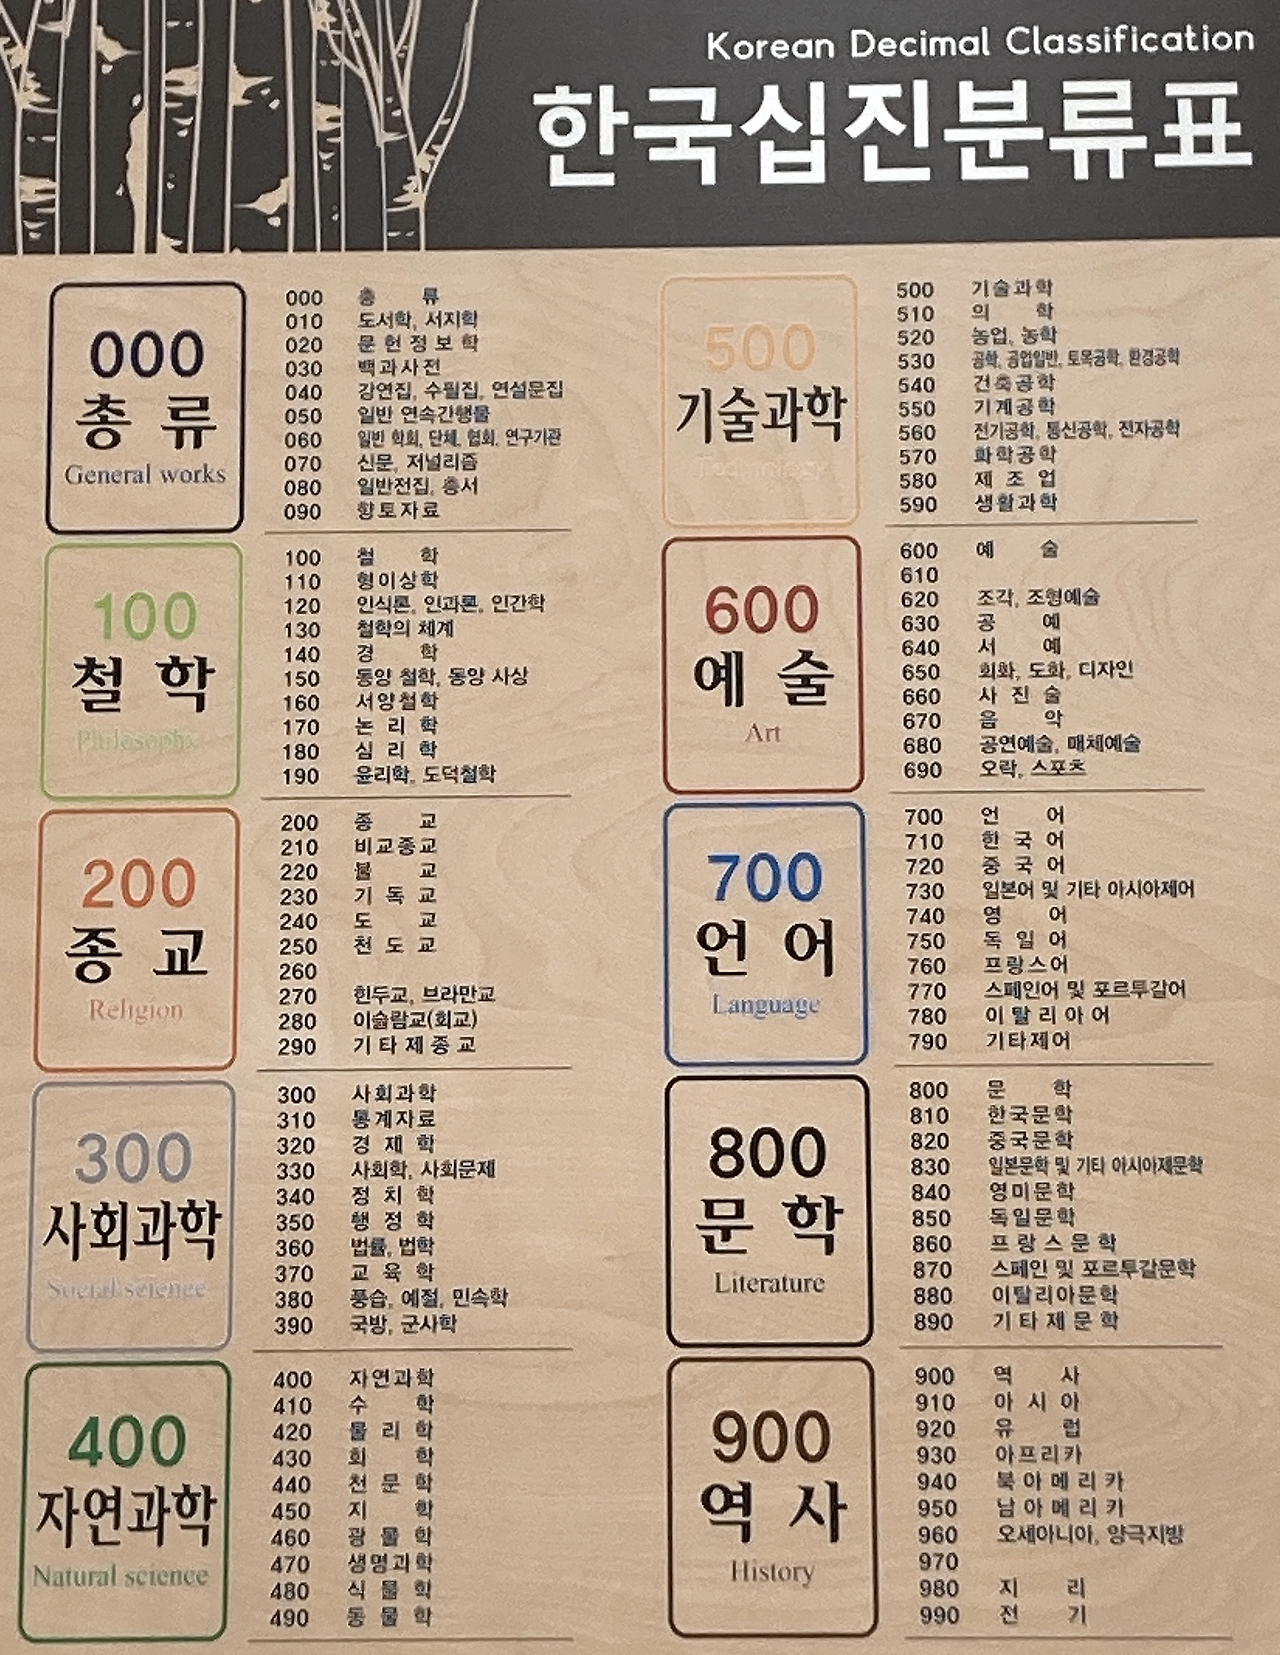 Korean Decimal Classification
한국십진분류표
000
총 류
General works
000 총 류
010 도서학, 서지학
020 문헌정보학
030 백과사전
040 강연집, 수필집, 연설문집
050 일반 연속간행물
060 일반 학회, 단체, 협회, 연구기관
070 신문, 저널리즘
080 일반전집, 총서
090 향토자료
100
철 학
Philosophy
100 철 학
110 형이상학
120 인식론, 인과론, 인간학
130 철학의 체계
140 경 학
150 동양 철학, 동양 사상
160 서양철학
170 논 리 학
180 심 리 학
190 윤리학, 도덕철학
200
종 교
Religion
200 종 교
210 비교종교
220 불 교
230 기 독 교
240 도 교
250 천 도 교
260
270 힌두교, 브라만교
280 이슬람교(회교)
290 기 타 제 종 교
300
사회과학
Social science
300 사회과학
310 통계자료
320 경 제 학
330 사회학, 사회문제
340 정 치 학
350 행 정 학
360 법률, 법학
370 교 육 학
380 풍습, 예절, 민속학
390 국방, 군사학
400
자연과학
Natural science
400 자연과학
410 수 학
420 물 리 학
430 화 학
440 천 문 학
450 지 학
460 광 물 학
470 생명과학
480 식 물 학
490 동 물 학
500
기술과학
500 기술과학
510 의 학
520 농업, 농학
530 공학, 공업일반, 토목공학, 환경공학
540 건축공학
550 기계공학
560 전기공학, 통신공학, 전자공학
570 화학공학
580 제 조 업
590 생활과학
600
예 술
Art
600 예 술
610
620 조각, 조형예술
630 공 예
640 서 예
650 회화, 도화, 디자인
660 사 진 술
670 음 악
680 공연예술, 매체예술
690 오락, 스포츠
700
언 어
Language
700 언 어
710 한 국 어
720 중 국 어
730 일본어 및 기타 아시아제어
740 영 어
750 독 일 어
760 프랑스어
770 스페인어 및 포르투갈어
780 이 탈 리 아 어
790 기타제어
800
문 학
Literature
800 문 학
810 한국문학
820 중국문학
830 일본문학 및 기타 아시아제문학
840 영미문학
850 독일문학
860 프 랑 스 문 학
870 스페인 및 포르투갈문학
880 이탈리아문학
890 기 타 제 문 학
900
역 사
History
900 역 사
910 아 시 아
920 유 럽
930 아프리카
940 북 아 메 리 카
950 남 아 메 리 카
960 오세아니아, 양극지방
970
980 지 리
990 전 기